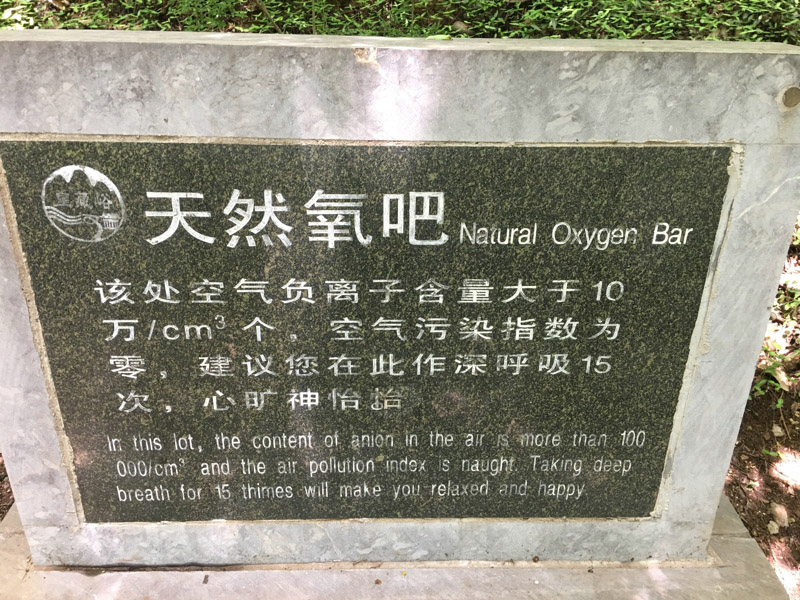 皇藏峪
天然氧吧 Natural Oxygen Bar
该处空气负离子含量大于10
万/cm³个。空气污染指数为
零，建议您在此作深呼吸15
次，心旷神怡怡
In this lot, the content of anion in the air is more than 100
000/cm³ and the air pollution index is naught. Taking deep
breath for 15 thimes will make you relaxed and happy.